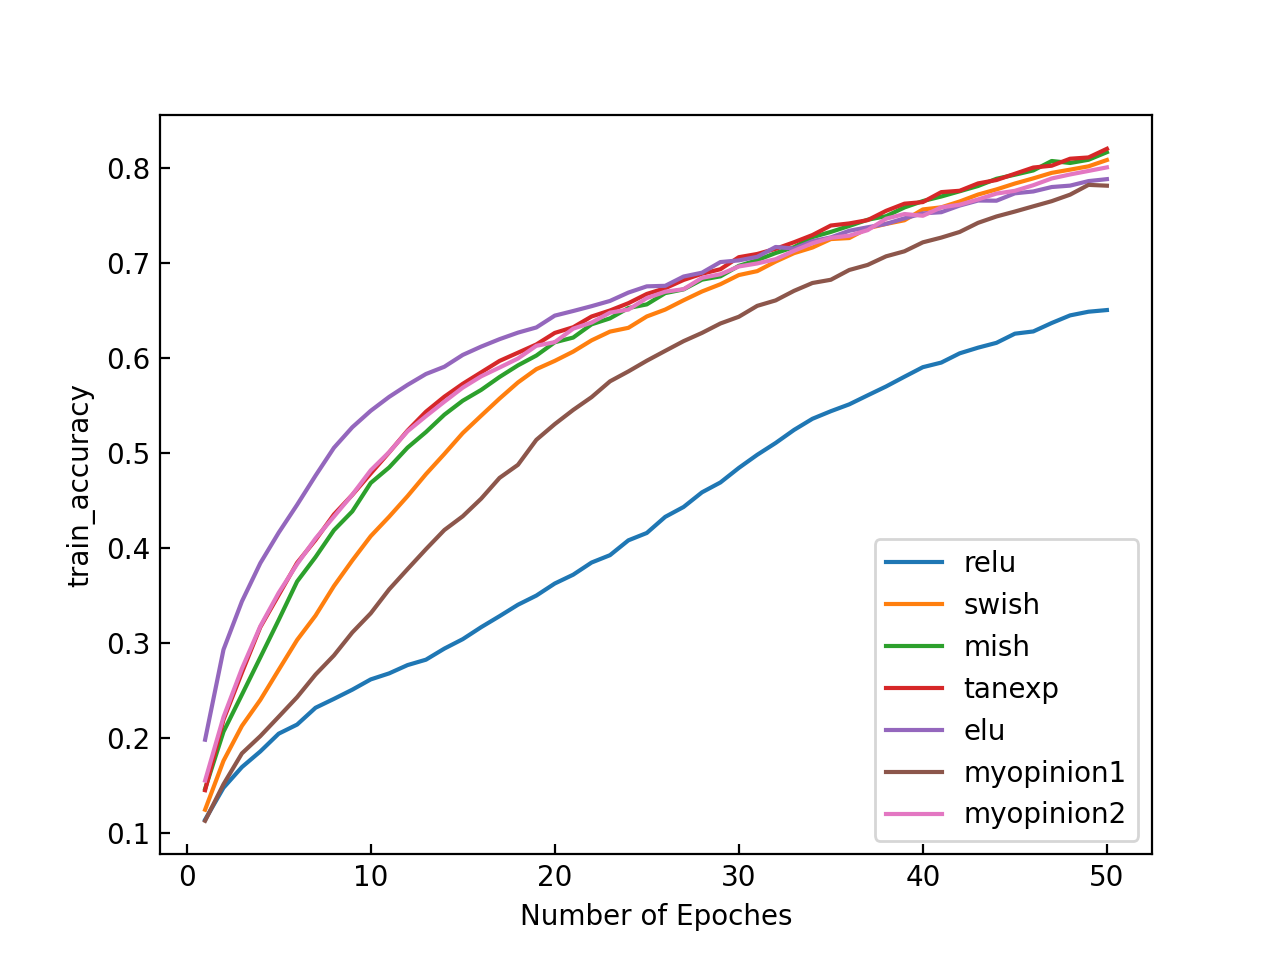 0.8
0.7
0.6
0.5
0.4
0.3
0.2
0.1
train_accuracy
0 10 20 30 40 50
Number of Epoches
relu
swish
mish
tanexp
elu
myopinion1
myopinion2